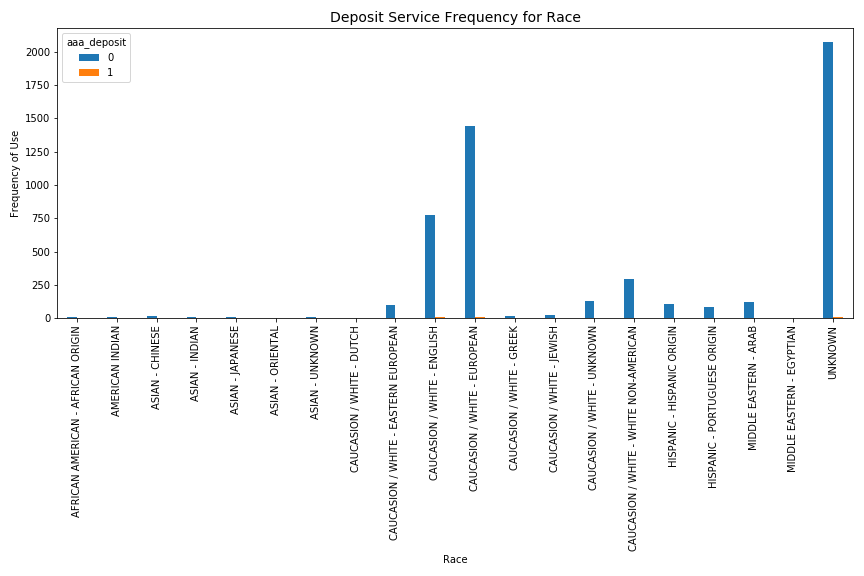 Deposit Service Frequency for Race
aaa_deposit
0
1
Frequency of Use
2000
1750
1500
1250
1000
750
500
250
0
AFRICAN AMERICAN - AFRICAN ORIGIN
AMERICAN INDIAN
ASIAN - CHINESE
ASIAN - INDIAN
ASIAN - JAPANESE
ASIAN - ORIENTAL
ASIAN - UNKNOWN
CAUCASION / WHITE - DUTCH
CAUCASION / WHITE - EASTERN EUROPEAN
CAUCASION / WHITE - ENGLISH
CAUCASION / WHITE - EUROPEAN
CAUCASION / WHITE - GREEK
CAUCASION / WHITE - JEWISH
CAUCASION / WHITE - UNKNOWN
CAUCASION / WHITE - WHITE NON-AMERICAN
HISPANIC - HISPANIC ORIGIN
HISPANIC - PORTUGUESE ORIGIN
MIDDLE EASTERN - ARAB
MIDDLE EASTERN - EGYPTIAN
UNKNOWN
Race